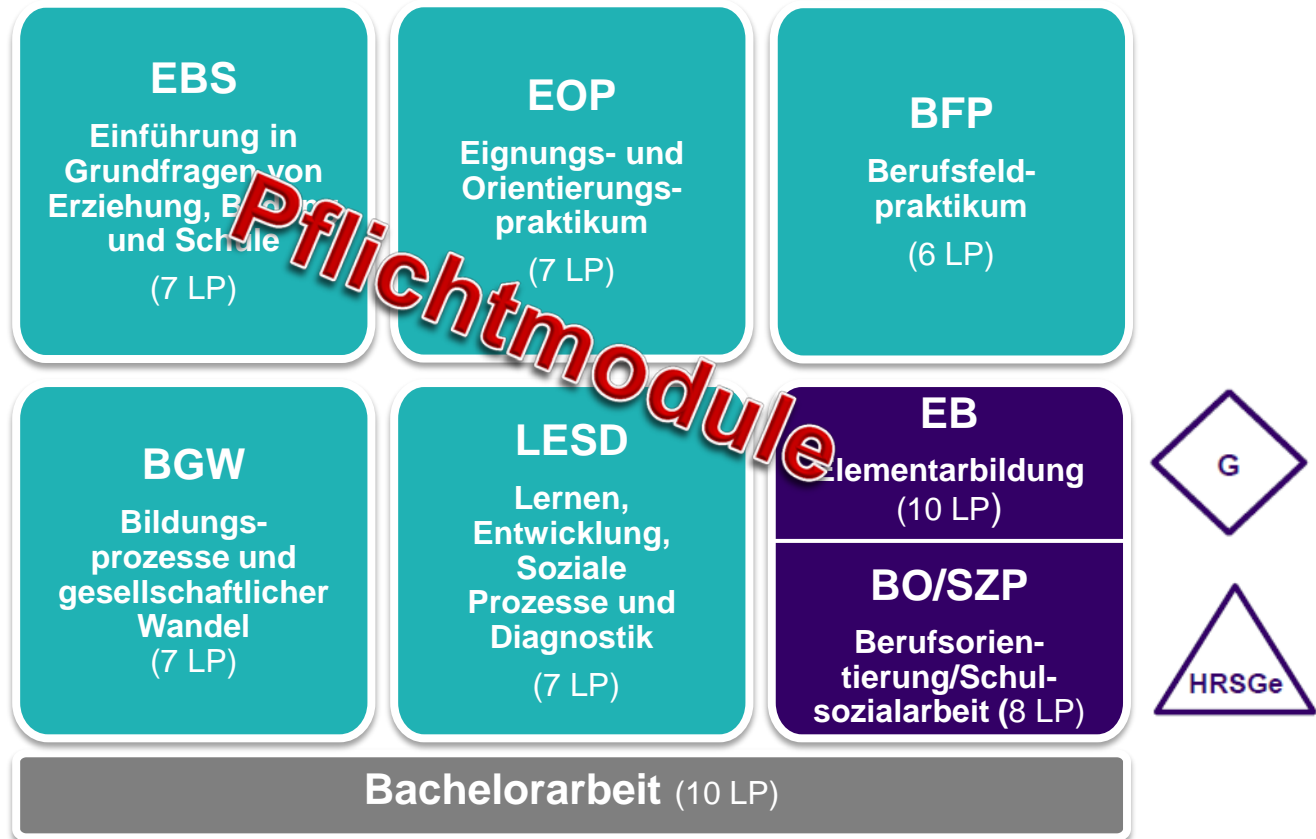 EBS
Einführung in
Grundfragen von
Erziehung, Bildung
und Schule
(7 LP)
EOP
Eignungs- und
Orientierungs-
praktikum
(7 LP)
BFP
Berufsfeld-
praktikum
(6 LP)
Pflichtmodule
BGW
Bildungs-
prozesse und
gesellschaftlicher
Wandel
(7 LP)
LESD
Lernen,
Entwicklung,
Soziale
Prozesse und
Diagnostik
(7 LP)
EB
Elementarbildung
(10 LP)
BO/SZP
Berufsorien-
tierung/Schul-
sozialarbeit (8 LP)
G
HRSGe
Bachelorarbeit (10 LP)